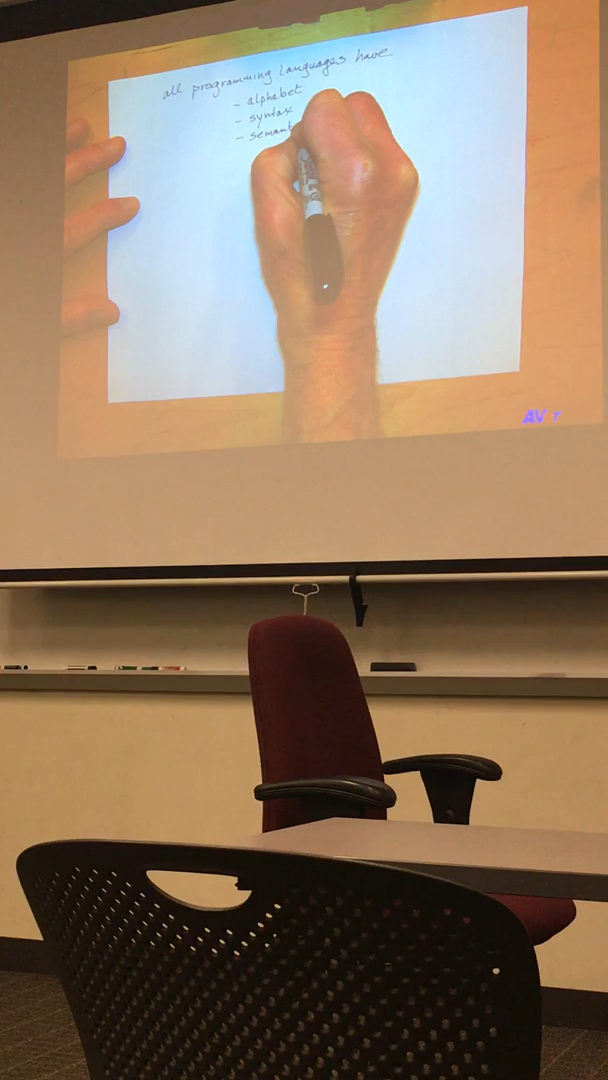 all programming languages have
- alphabet
- syntax
- semant
AV